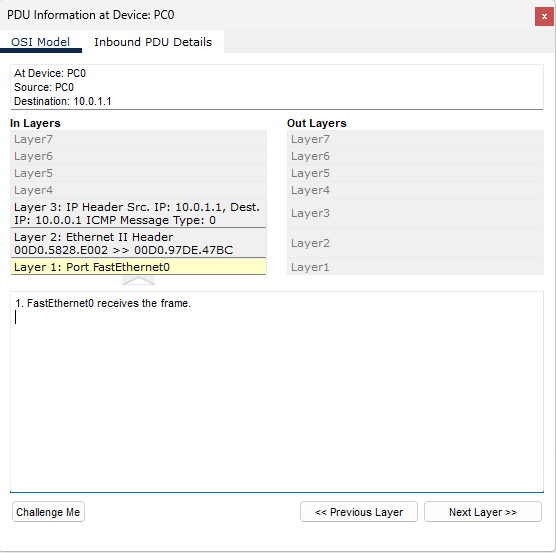 PDU Information at Device: PC0
x
OSI Model Inbound PDU Details
At Device: PC0
Source: PC0
Destination: 10.0.1.1
In Layers
Layer7
Layer6
Layer5
Layer4
Layer 3: IP Header Src. IP: 10.0.1.1, Dest.
IP: 10.0.0.1 ICMP Message Type: 0
Layer 2: Ethernet II Header
00D0.5828.E002 >> 00D0.97DE.47BC
Layer 1: Port FastEthernet0
Out Layers
Layer7
Layer6
Layer5
Layer4
Layer3
Layer2
Layer1
1. FastEthernet0 receives the frame.
Challenge Me
<< Previous Layer
Next Layer >>